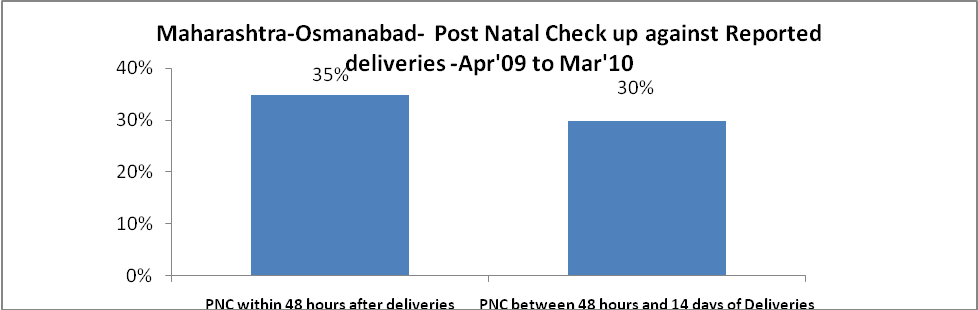 Maharashtra-Osmanabad- Post Natal Check up against Reported
deliveries -Apr'09 to Mar'10
40%
35%
30%
30%
20%
10%
0%
PNC within 48 hours after deliveries
PNC between 48 hours and 14 days of Deliveries